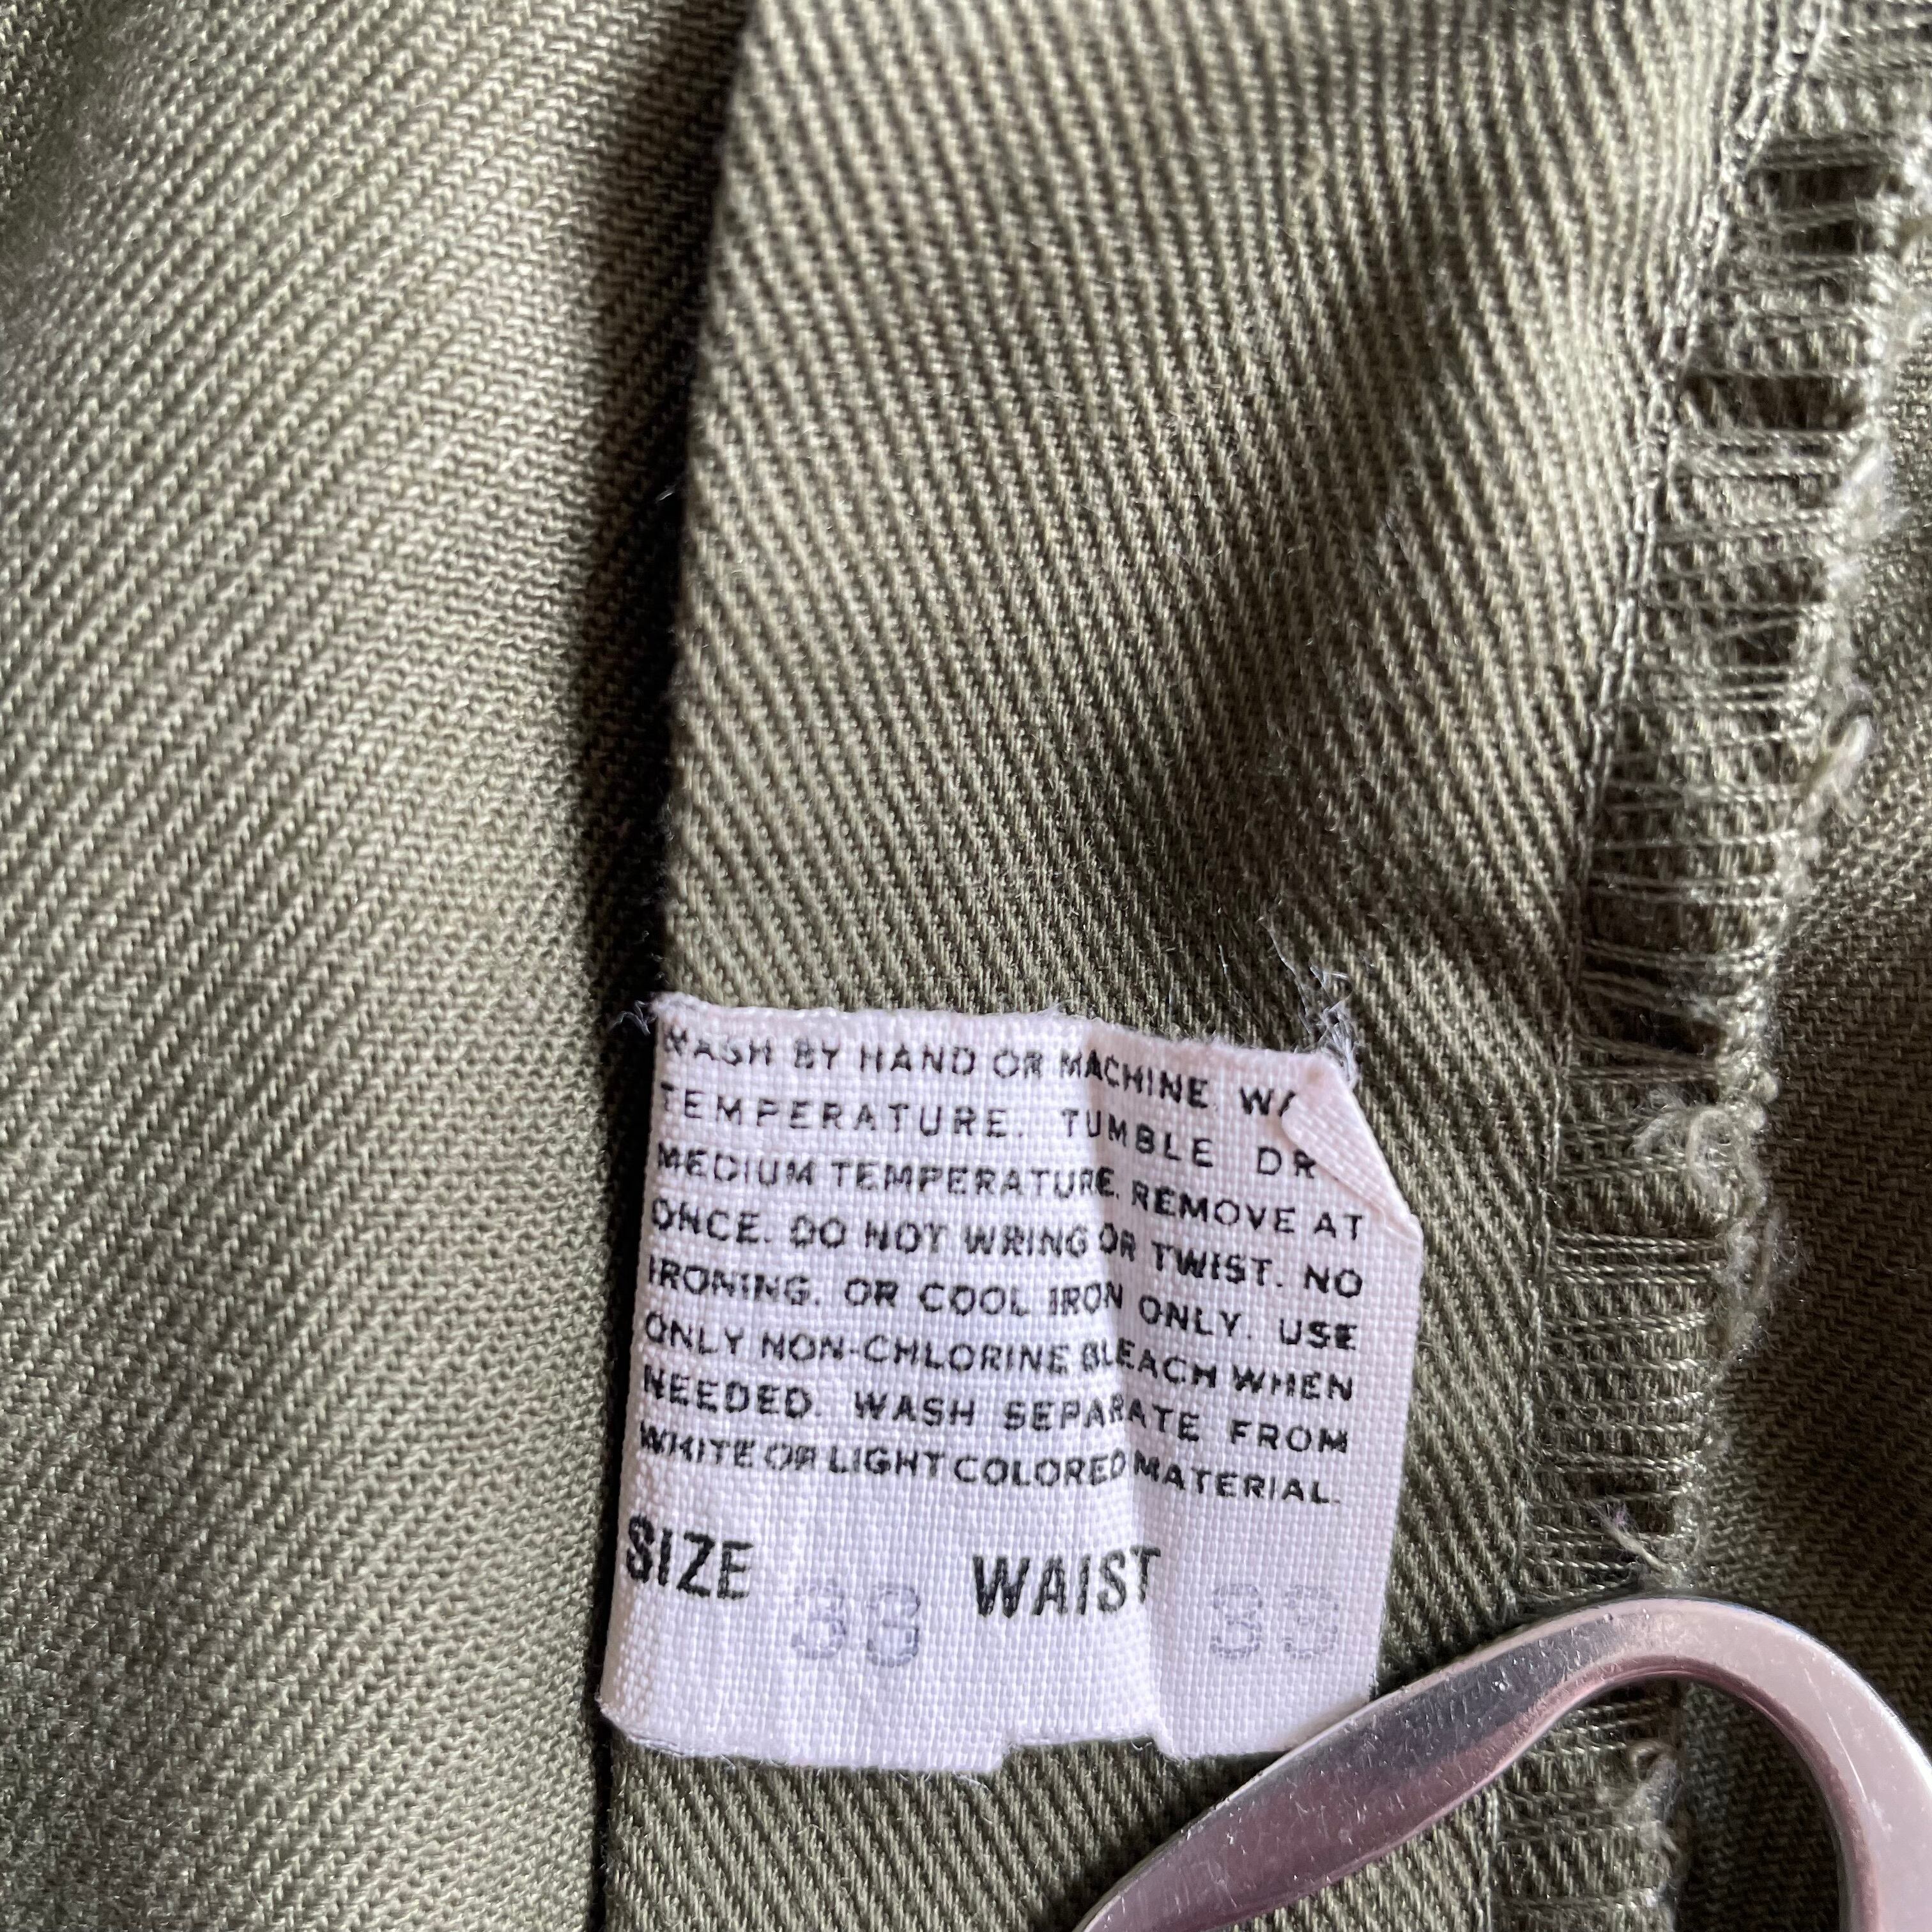 WASH BY HAND OR MACHINE
TEMPERATURE. TUMBLE
MEDIUM TEMPERATURE. REMOVE AT
ONCE. DO NOT WRING OR TWIST. NO
IRONING. OR COOL IRON ONLY. USE
ONLY NON-CHLORINE BLEACH WHEN
NEEDED. WASH SEPARATE FROM
WHITE OR LIGHT COLORED MATERIAL.
SIZE WAIST